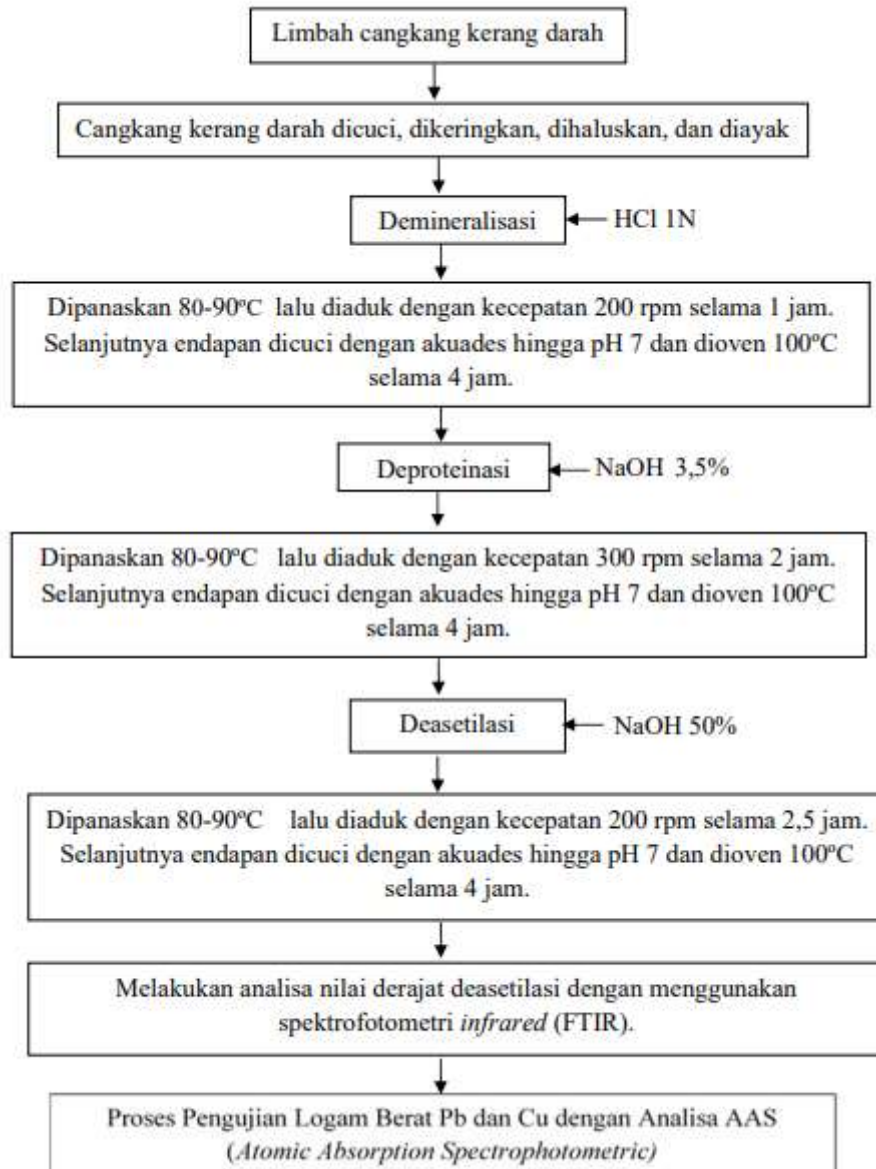 Limbah cangkang kerang darah
Cangkang kerang darah dicuci, dikeringkan, dihaluskan, dan diayak
Demineralisasi
HCl 1N
Dipanaskan 80-90ºC lalu diaduk dengan kecepatan 200 rpm selama 1 jam.
Selanjutnya endapan dicuci dengan akuades hingga pH 7 dan dioven 100ºC
selama 4 jam.
Deproteinasi
NaOH 3,5%
Dipanaskan 80-90ºC lalu diaduk dengan kecepatan 300 rpm selama 2 jam.
Selanjutnya endapan dicuci dengan akuades hingga pH 7 dan dioven 100ºC
selama 4 jam.
Deasetilasi
NaOH 50%
Dipanaskan 80-90ºC lalu diaduk dengan kecepatan 200 rpm selama 2,5 jam.
Selanjutnya endapan dicuci dengan akuades hingga pH 7 dan dioven 100ºC
selama 4 jam.
Melakukan analisa nilai derajat deasetilasi dengan menggunakan
spektrofotometri infrared (FTIR).
Proses Pengujian Logam Berat Pb dan Cu dengan Analisa AAS
(Atomic Absorption Spectrophotometric)